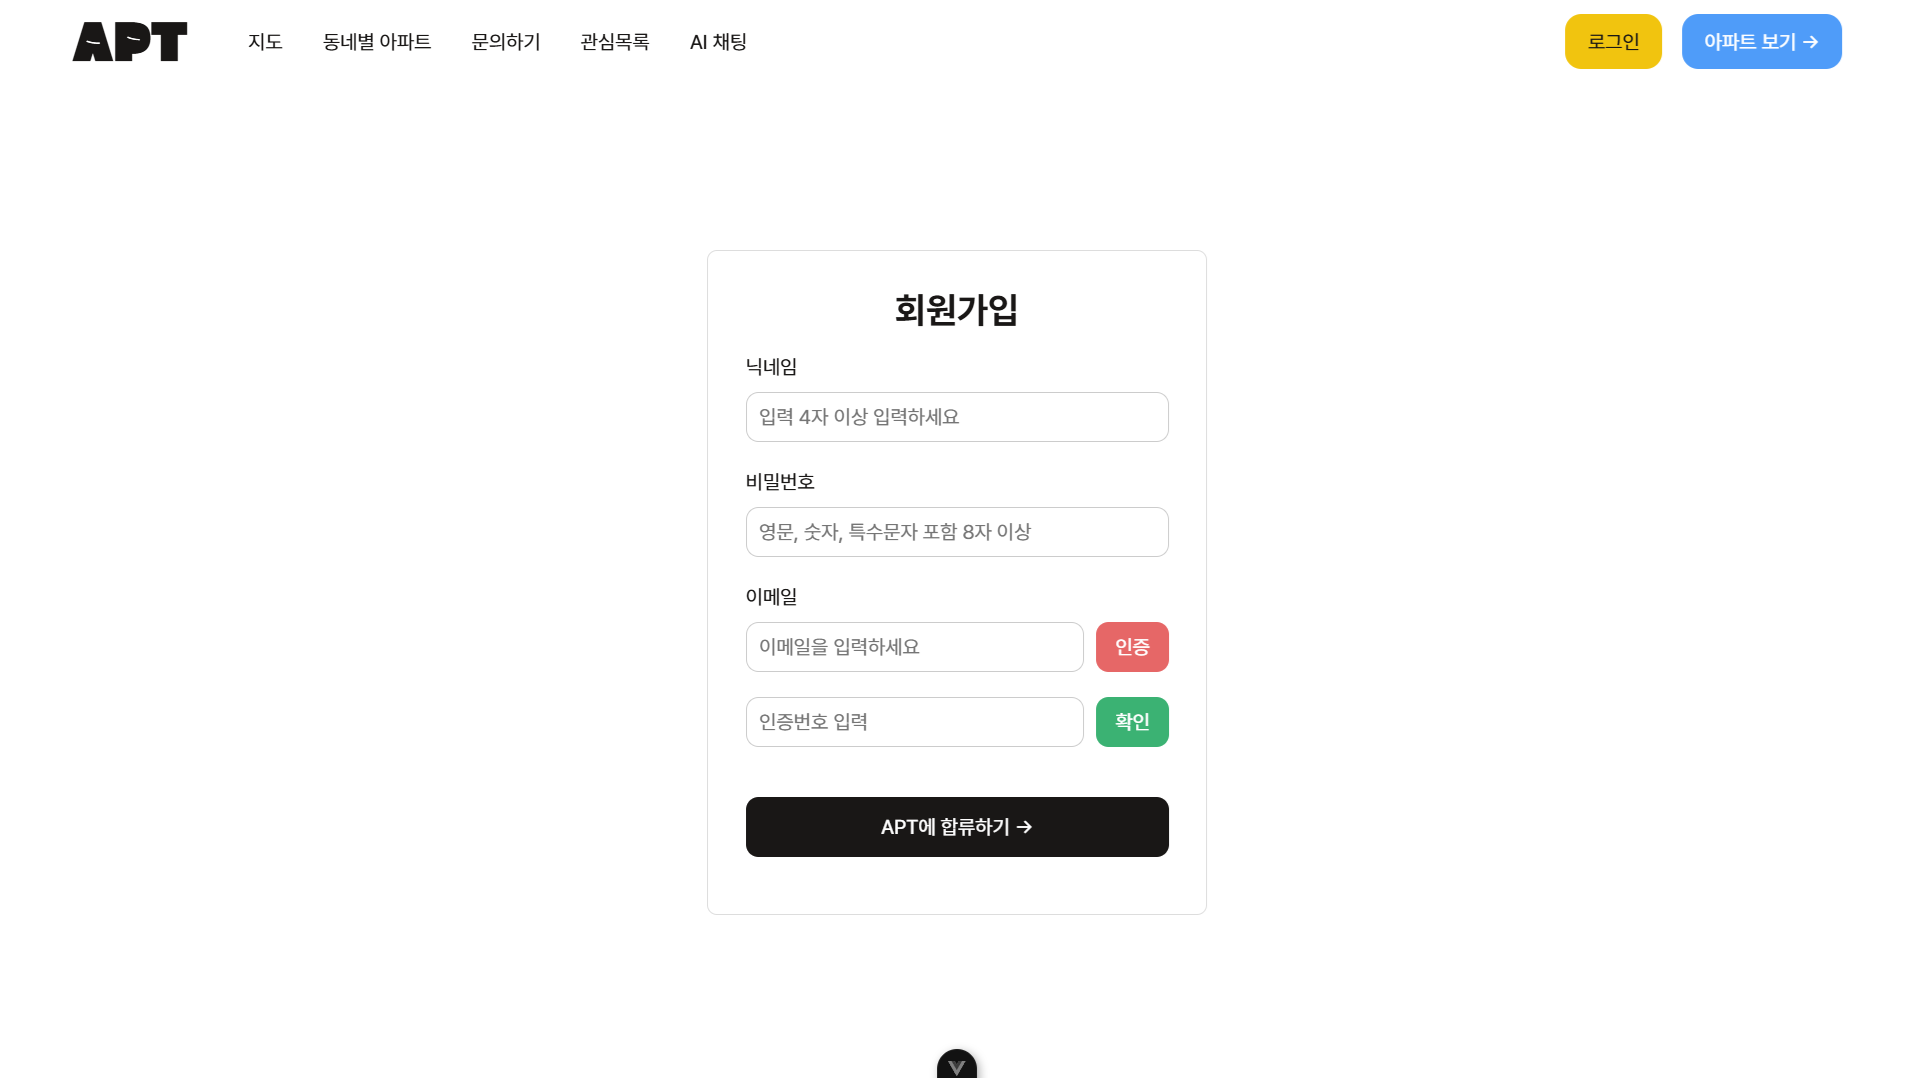 APT
지도
동네별 아파트
문의하기
관심목록
AI 채팅
로그인
아파트 보기 →
회원가입
닉네임
입력 4자 이상 입력하세요
비밀번호
영문, 숫자, 특수문자 포함 8자 이상
이메일
이메일을 입력하세요
인증
인증번호 입력
확인
APT에 합류하기 →